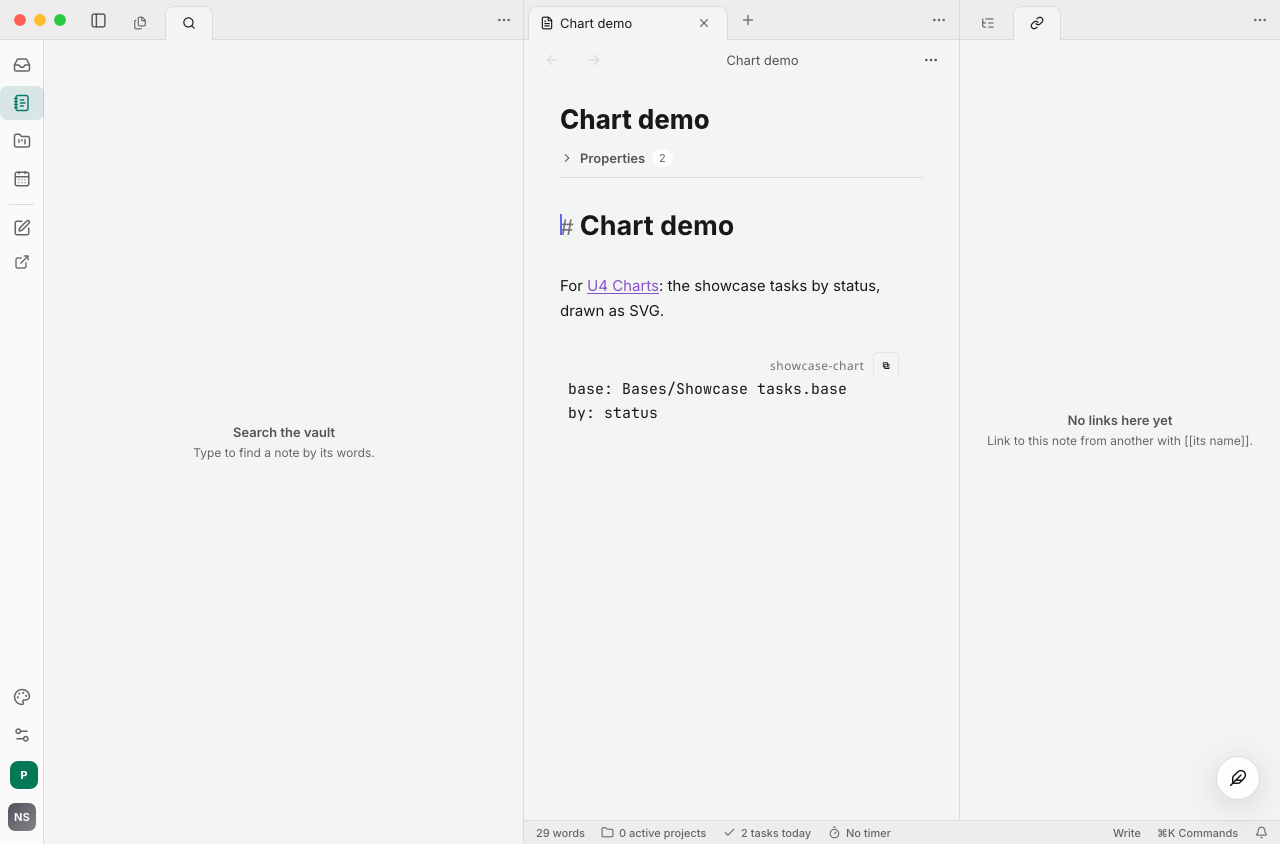 Chart demo
Chart demo
Chart demo
Properties 2
# Chart demo
For U4 Charts: the showcase tasks by status,
drawn as SVG.
showcase-chart
base: Bases/Showcase tasks.base
by: status
Search the vault
Type to find a note by its words.
No links here yet
Link to this note from another with [[its name]].
P
NS
29 words 0 active projects 2 tasks today No timer Write ⌘K Commands